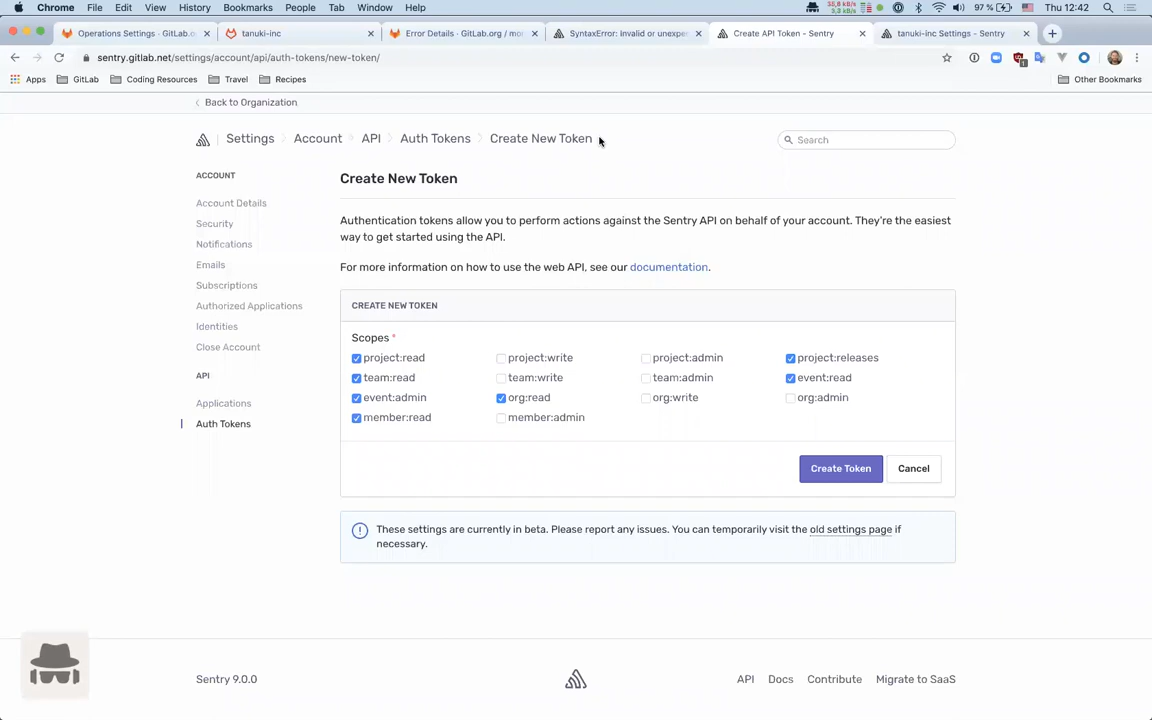 Chrome File Edit View History Bookmarks People Tab Window Help 97 % Thu 12:42
Operations Settings · GitLab.o
tanuki-inc
Error Details · GitLab.org / mo
SyntaxError: Invalid or unexpe
Create API Token - Sentry
tanuki-inc Settings - Sentry
sentry.gitlab.net/settings/account/api/auth-tokens/new-token/
Apps GitLab Coding Resources Travel Recipes Other Bookmarks
Back to Organization
Settings Account API Auth Tokens Create New Token
Search
ACCOUNT
Account Details
Security
Notifications
Emails
Subscriptions
Authorized Applications
Identities
Close Account
API
Applications
Auth Tokens
Create New Token
Authentication tokens allow you to perform actions against the Sentry API on behalf of your account. They're the easiest
way to get started using the API.
For more information on how to use the web API, see our documentation.
CREATE NEW TOKEN
Scopes *
project:read project:write project:admin project:releases
team:read team:write team:admin event:read
event:admin org:read org:write org:admin
member:read member:admin
Create Token Cancel
These settings are currently in beta. Please report any issues. You can temporarily visit the old settings page if
necessary.
Sentry 9.0.0
API Docs Contribute Migrate to SaaS